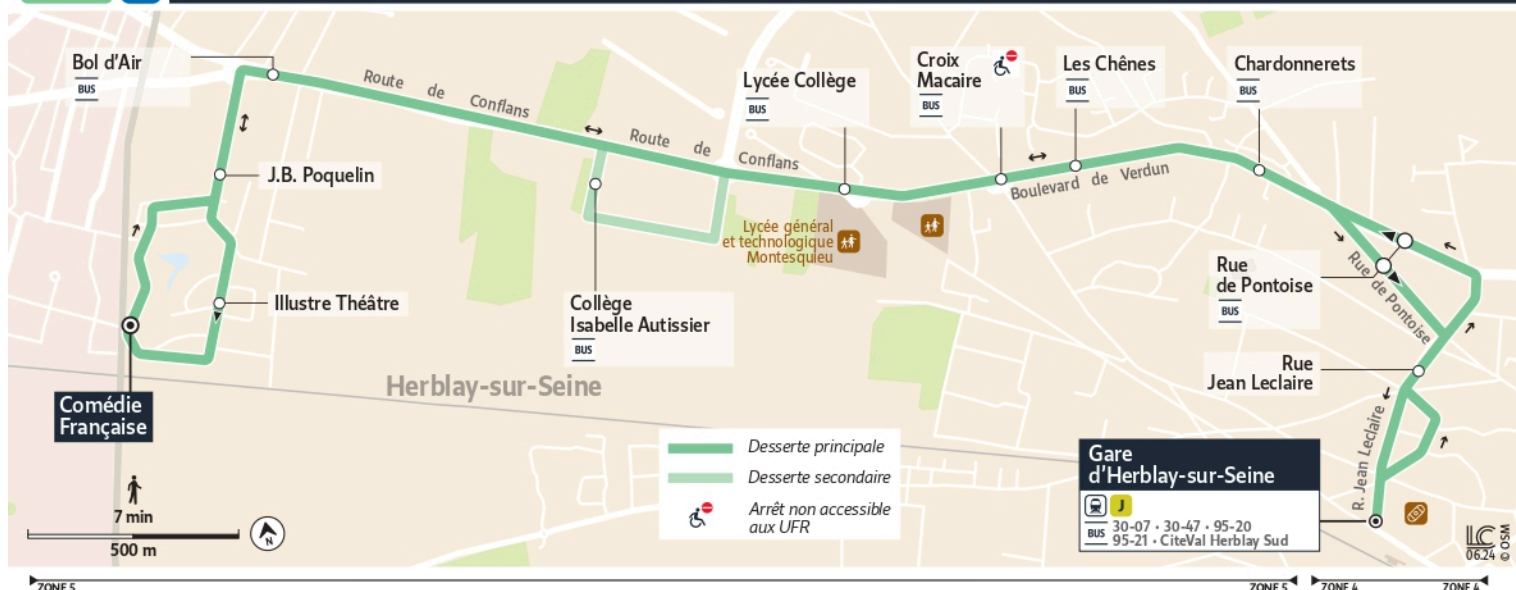 Bol d'Air
BUS
Route de Conflans
Route de Conflans
Lycée Collège
BUS
Croix
Macaire
BUS
Les Chênes
BUS
Chardonnerets
BUS
Boulevard de Verdun
J.B. Poquelin
Illustre Théâtre
Lycée général
et technologique
Montesquieu
Collège
Isabelle Autissier
BUS
Rue
de Pontoise
BUS
Rue de Pontoise
Rue
Jean Leclaire
R. Jean Leclaire
Herblay-sur-Seine
Comédie
Française
Desserte principale
Desserte secondaire
Arrêt non accessible
aux UFR
Gare
d'Herblay-sur-Seine
J
BUS 30-07 · 30-47 · 95-20
95-21 · CiteVal Herblay Sud
7 min
500 m
N
LC
06.24 © OSM
ZONE 5
ZONE 5
ZONE 4
ZONE 4